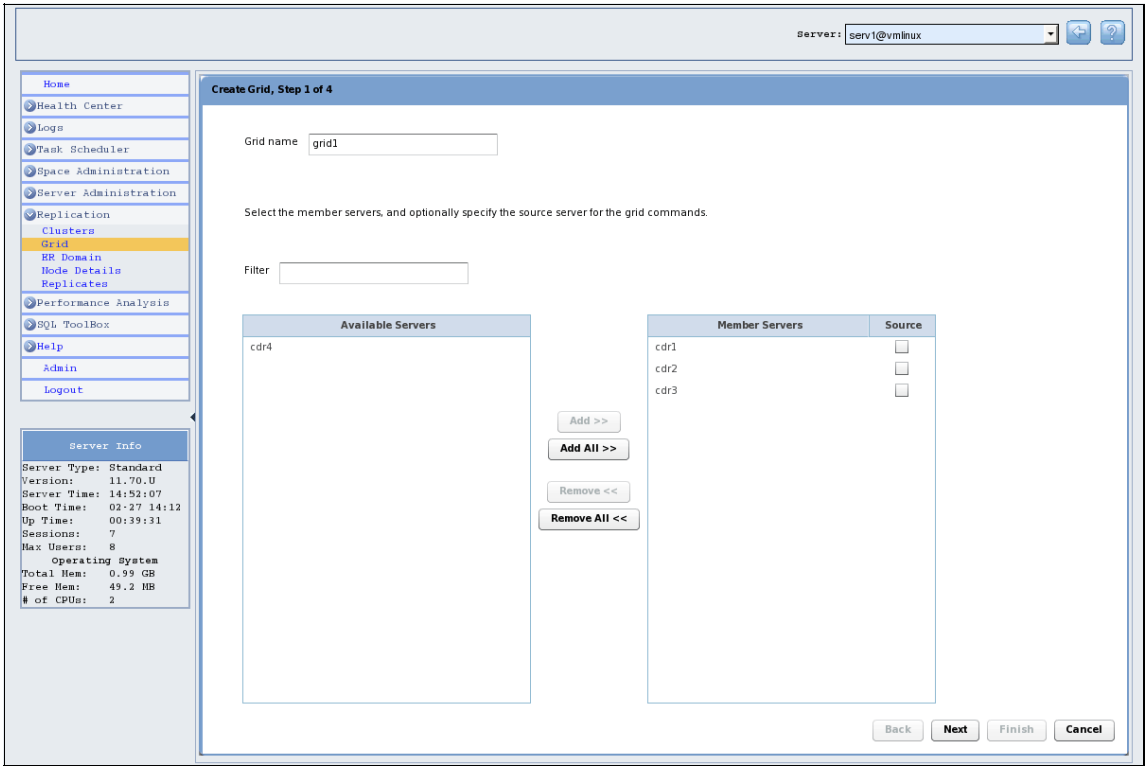 Server: serv1@vmlinux
?
Home
Health Center
Logs
Task Scheduler
Space Administration
Server Administration
Replication
Clusters
Grid
ER Domain
Node Details
Replicates
Performance Analysis
SQL ToolBox
Help
Admin
Logout
Server Info
Server Type: Standard
Version: 11.70.U
Server Time: 14:52:07
Boot Time: 02-27 14:12
Up Time: 00:39:31
Sessions: 7
Max Users: 8
Operating System
Total Mem: 0.99 GB
Free Mem: 49.2 MB
# of CPUs: 2
Create Grid, Step 1 of 4
Grid name grid1
Select the member servers, and optionally specify the source server for the grid commands.
Filter
Available Servers
cdr4
Add >>
Add All >>
Remove <<
Remove All <<
Member Servers Source
cdr1
cdr2
cdr3
Back Next Finish Cancel